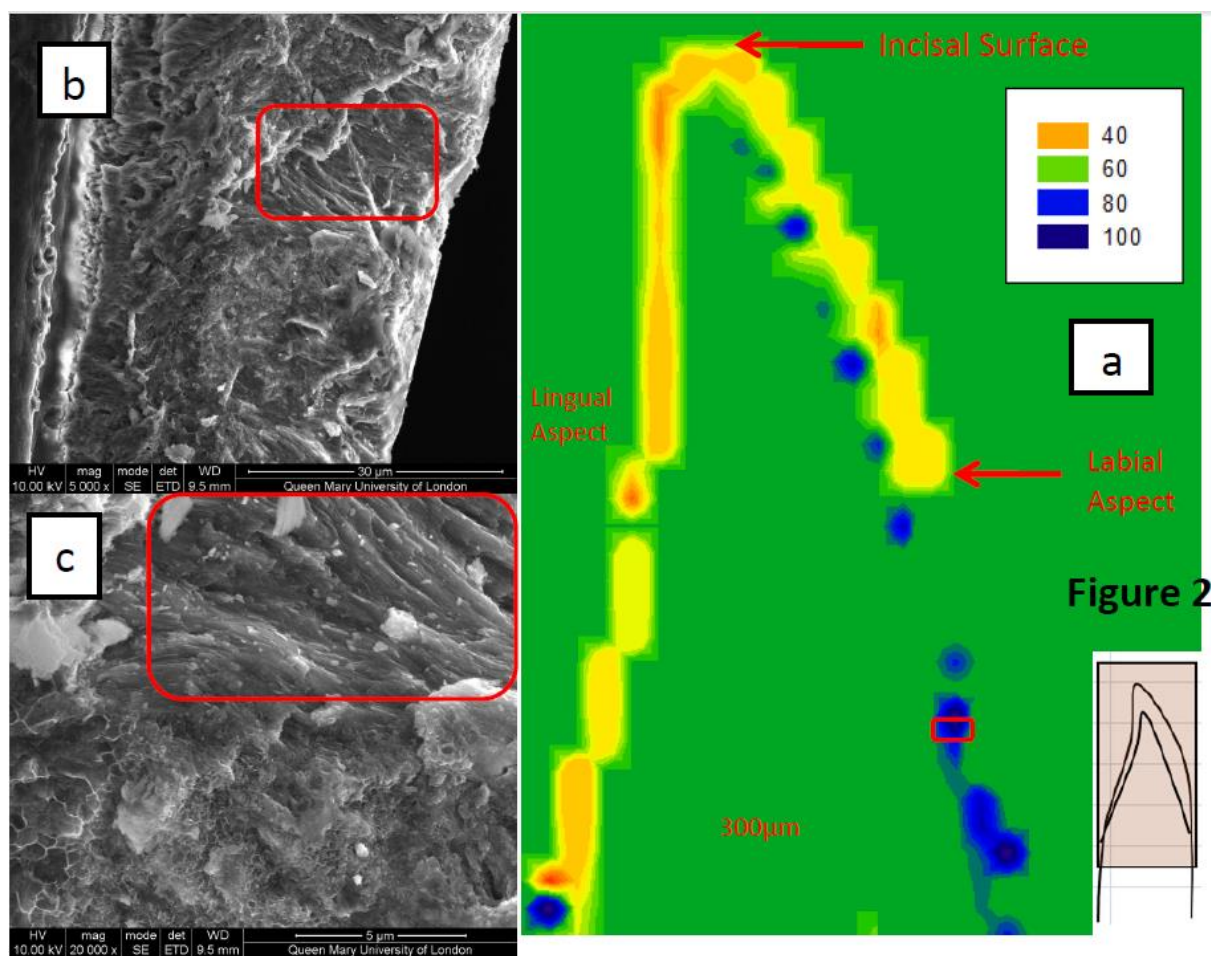 b
HV mag mode det WD 30 µm
10.00 kV 5 000 x SE ETD 9.5 mm Queen Mary University of London
c
HV mag mode det WD 5 µm
10.00 kV 20 000 x SE ETD 9.5 mm Queen Mary University of London
Incisal Surface
40
60
80
100
a
Lingual
Aspect
Labial
Aspect
Figure 2
300µm